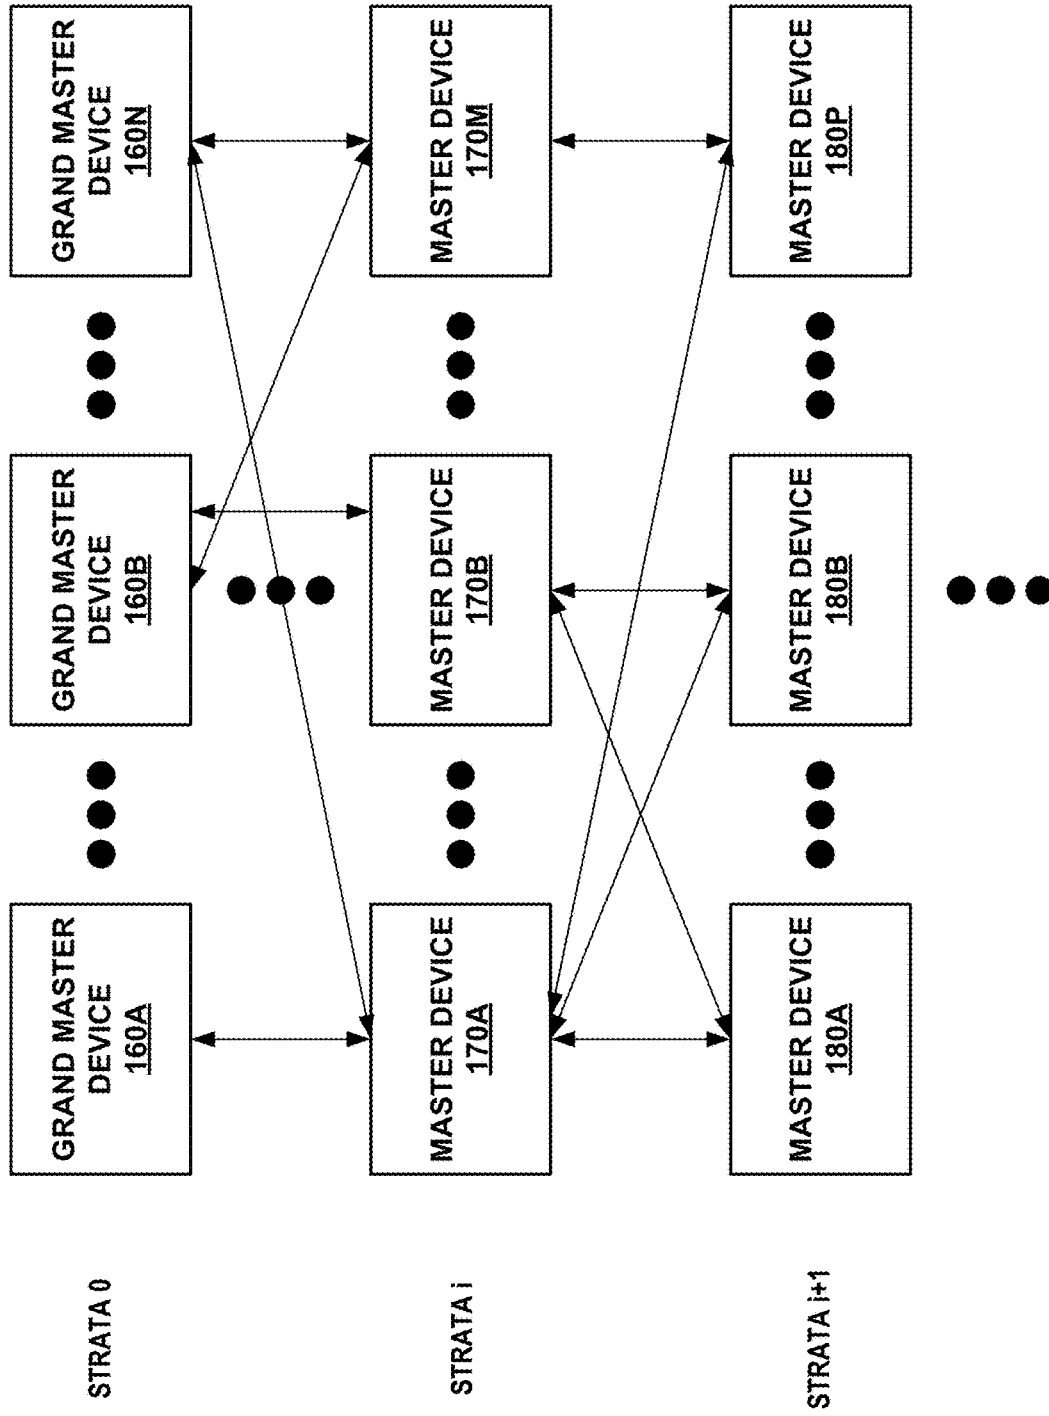 STRATA 0
GRAND MASTER
DEVICE
160A
GRAND MASTER
DEVICE
160B
GRAND MASTER
DEVICE
160N
STRATA i
MASTER DEVICE
170A
MASTER DEVICE
170B
MASTER DEVICE
170M
STRATA i+1
MASTER DEVICE
180A
MASTER DEVICE
180B
MASTER DEVICE
180P